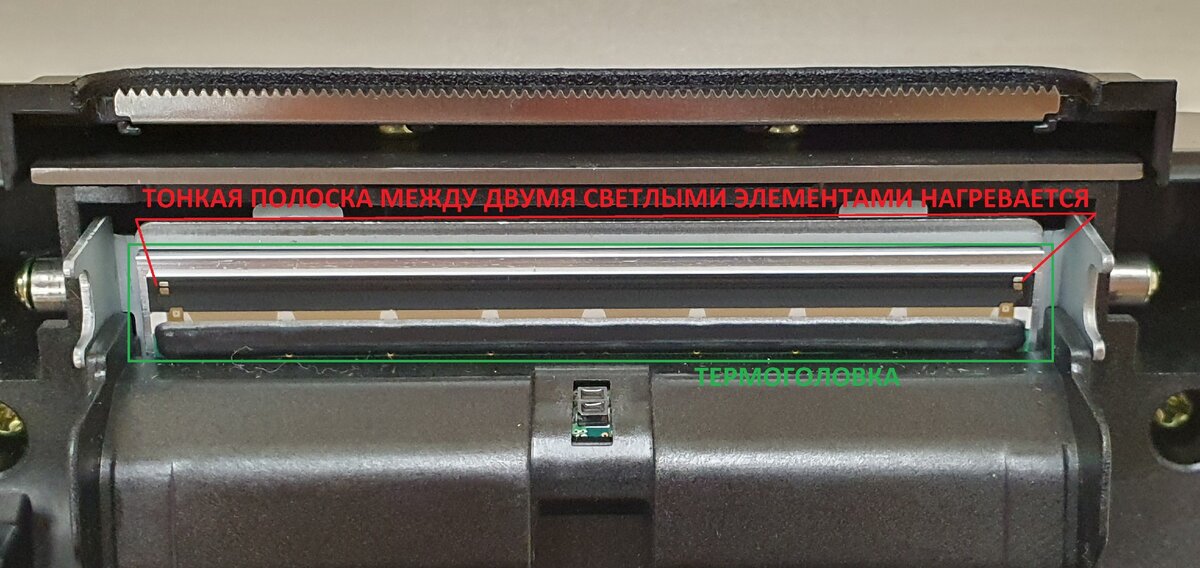 ТОНКАЯ ПОЛОСКА МЕЖДУ ДВУМЯ СВЕТЛЫМИ ЭЛЕМЕНТАМИ НАГРЕВАЕТСЯ
ТЕРМОГОЛОВКА